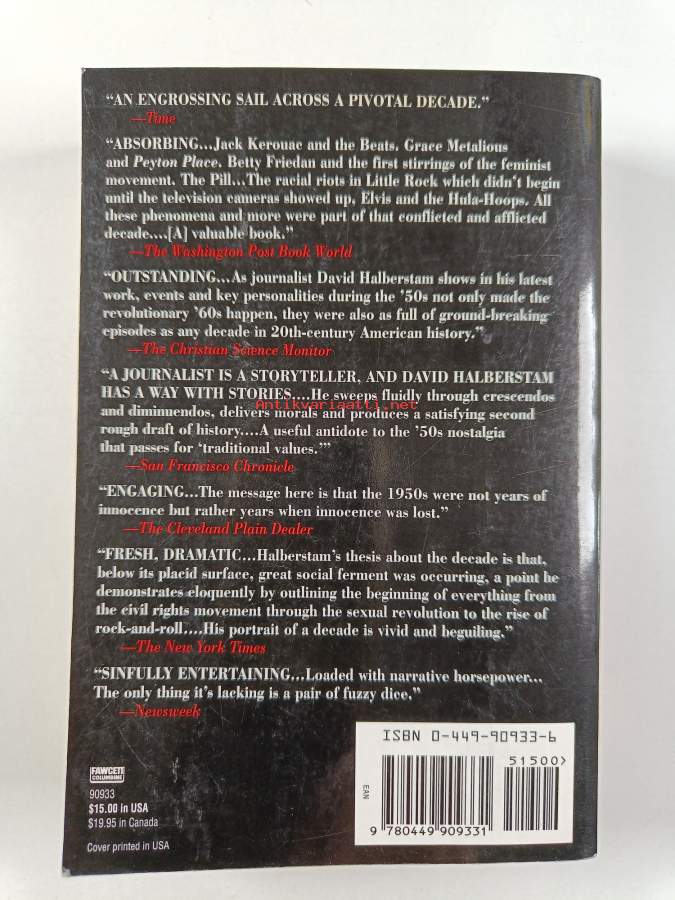 “AN ENGROSSING SAIL ACROSS A PIVOTAL DECADE.”
—Time
“ABSORBING...Jack Kerouac and the Beats. Grace Metalious
and Peyton Place. Betty Friedan and the first stirrings of the feminist
movement. The Pill...The racial riots in Little Rock which didn’t begin
until the television cameras showed up, Elvis and the Hula-Hoops. All
these phenomena and more were part of that conflicted and afflicted
decade....[A] valuable book.”
—The Washington Post Book World
“OUTSTANDING...As journalist David Halberstam shows in his latest
work, events and key personalities during the ’50s not only made the
revolutionary ’60s happen, they were also as full of ground-breaking
episodes as any decade in 20th-century American history.”
—The Christian Science Monitor
“A JOURNALIST IS A STORYTELLER, AND DAVID HALBERSTAM
HAS A WAY WITH STORIES....He sweeps fluidly through crescendos
Antikvariaatti.net
and diminuendos, delivers morals and produces a satisfying second
rough draft of history....A useful antidote to the ’50s nostalgia
that passes for ‘traditional values.’”
—San Francisco Chronicle
“ENGAGING...The message here is that the 1950s were not years of
innocence but rather years when innocence was lost.”
—The Cleveland Plain Dealer
“FRESH, DRAMATIC...Halberstam’s thesis about the decade is that,
below its placid surface, great social ferment was occurring, a point he
demonstrates eloquently by outlining the beginning of everything from
the civil rights movement through the sexual revolution to the rise of
rock-and-roll....His portrait of a decade is vivid and beguiling.”
—The New York Times
“SINFULLY ENTERTAINING...Loaded with narrative horsepower...
The only thing it’s lacking is a pair of fuzzy dice.”
—Newsweek
ISBN 0-449-90933-6
51500>
EAN
9 780449 909331
FAWCETT
COLUMBINE
90933
$15.00 in USA
$19.95 in Canada
Cover printed in USA